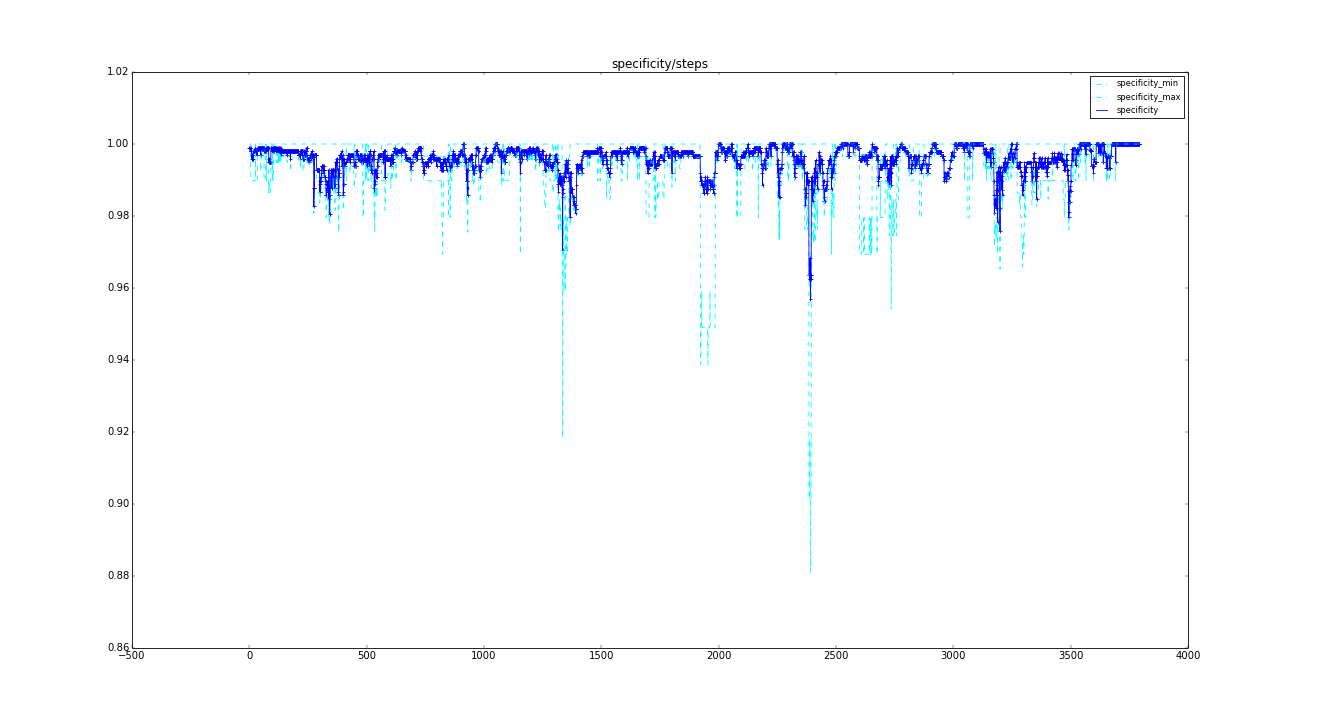 specificity/steps
1.02
1.00
0.98
0.96
0.94
0.92
0.90
0.88
0.86
specificity_min
specificity_max
specificity
−500 0 500 1000 1500 2000 2500 3000 3500 4000